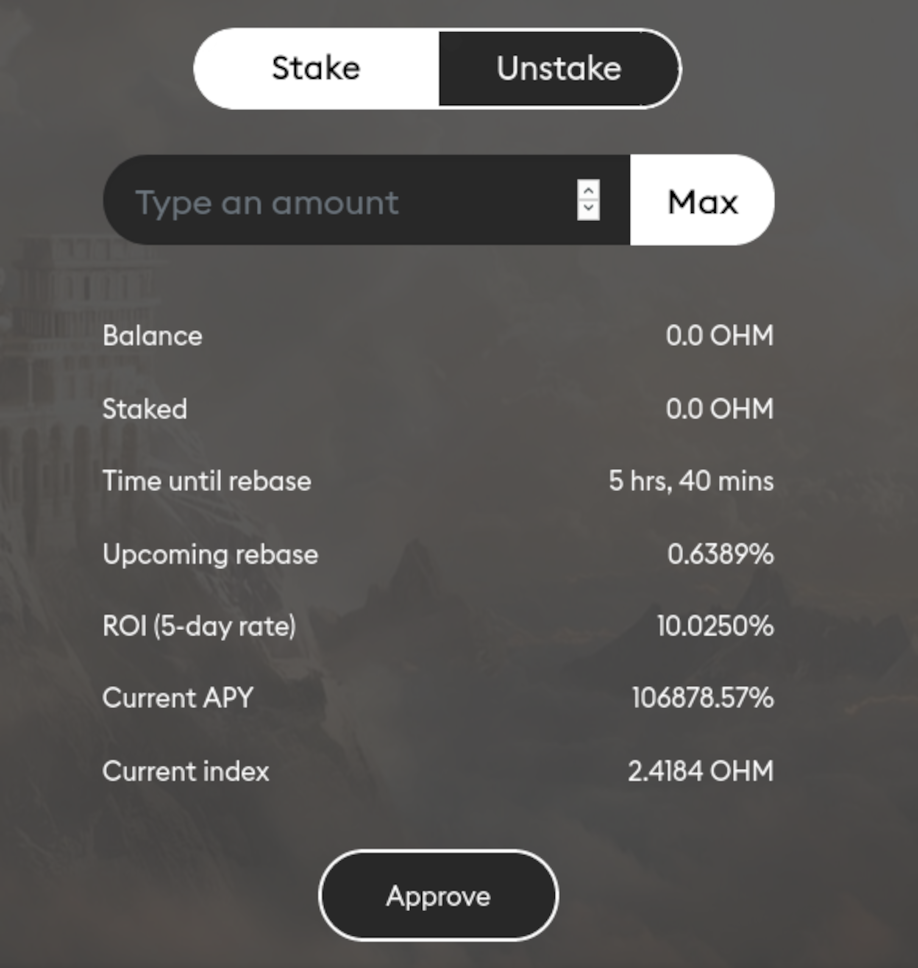 Stake Unstake
Type an amount Max
Balance 0.0 OHM
Staked 0.0 OHM
Time until rebase 5 hrs, 40 mins
Upcoming rebase 0.6389%
ROI (5-day rate) 10.0250%
Current APY 106878.57%
Current index 2.4184 OHM
Approve